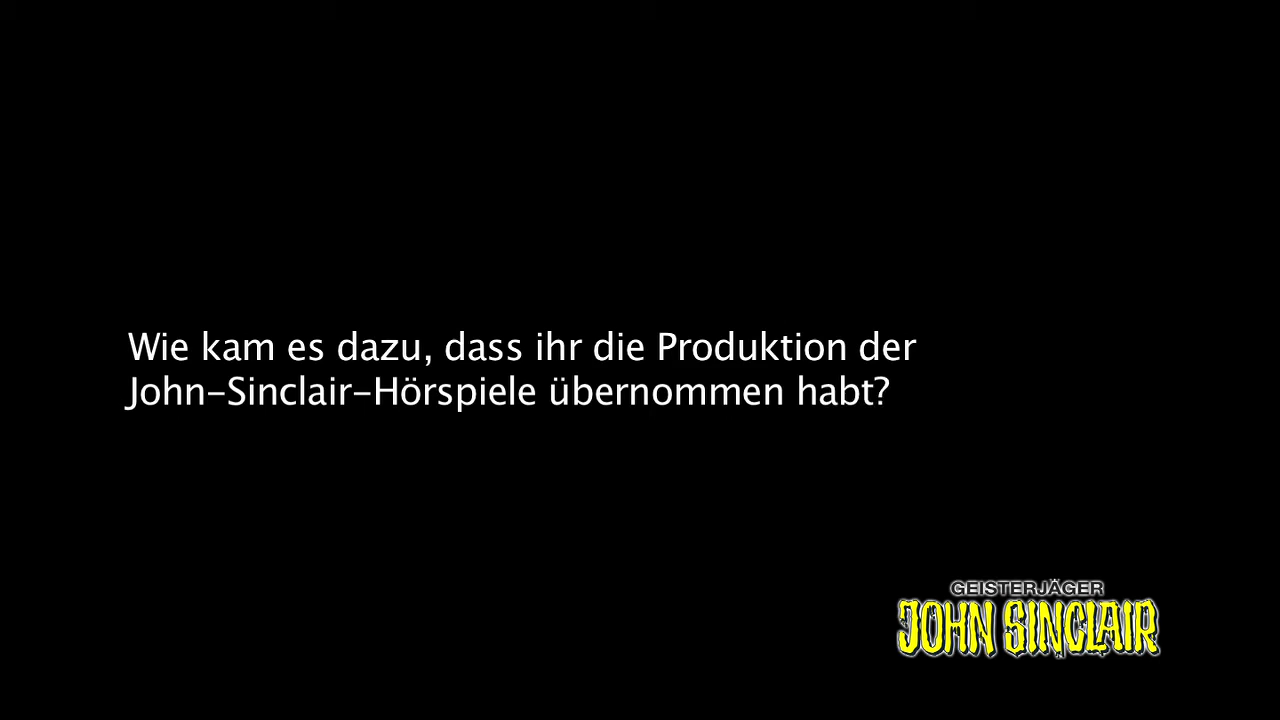 Wie kam es dazu, dass ihr die Produktion der
John-Sinclair-Hörspiele übernommen habt?
GEISTERJÄGER
JOHN SINCLAIR